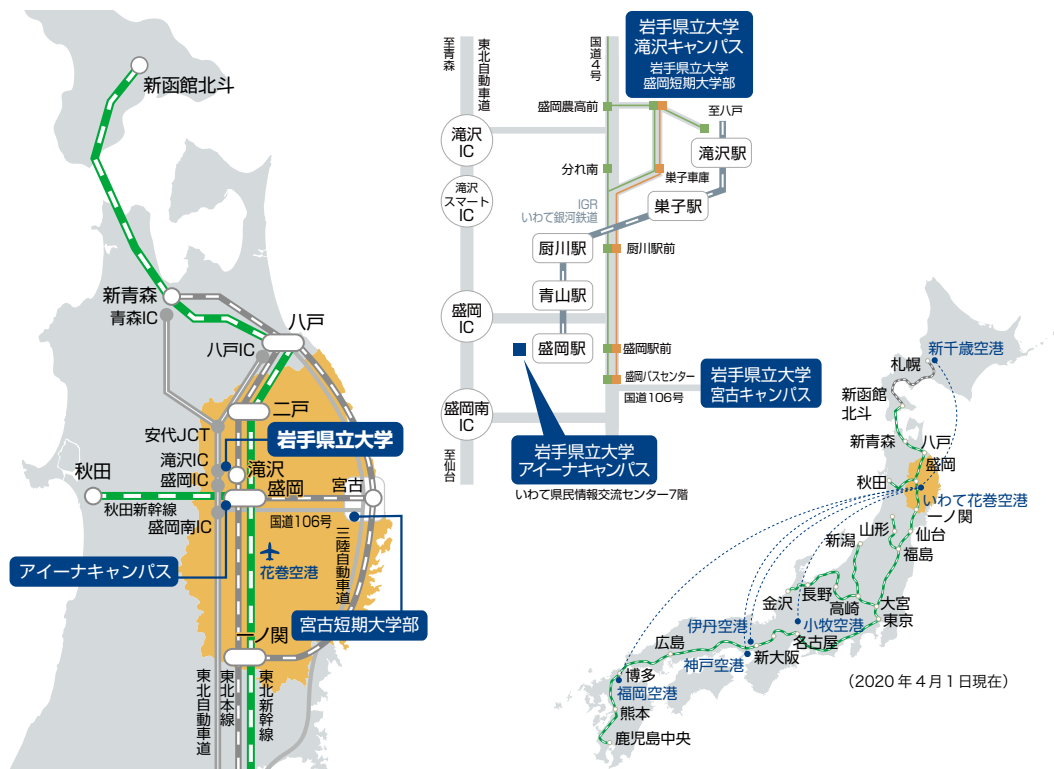 新函館北斗
新青森
青森IC
八戸
八戸IC
二戸
安代JCT
岩手県立大学
滝沢IC
滝沢
盛岡IC
盛岡
秋田
秋田新幹線
宮古
盛岡南IC
国道106号
アイーナキャンパス
花巻空港
三陸自動車道
宮古短期大学部
一ノ関
東北自動車道
東北本線
東北新幹線
至青森
東北自動車道
国道4号
岩手県立大学
滝沢キャンパス
岩手県立大学
盛岡短期大学部
盛岡農高前
至八戸
滝沢
IC
滝沢駅
分れ南
巣子車庫
滝沢
スマート
IC
IGR
いわて銀河鉄道
巣子駅
厨川駅
厨川駅前
青山駅
盛岡
IC
盛岡駅
盛岡駅前
盛岡バスセンター
国道106号
岩手県立大学
宮古キャンパス
盛岡南
IC
至仙台
岩手県立大学
アイーナキャンパス
いわて県民情報交流センター7階
札幌
新千歳空港
新函館
北斗
新青森
八戸
盛岡
秋田
いわて花巻空港
一ノ関
山形
仙台
新潟
福島
金沢
長野
高崎
大宮
東京
伊丹空港
小牧空港
名古屋
広島
神戸空港
新大阪
博多
福岡空港
熊本
鹿児島中央
(2020年4月1日現在)